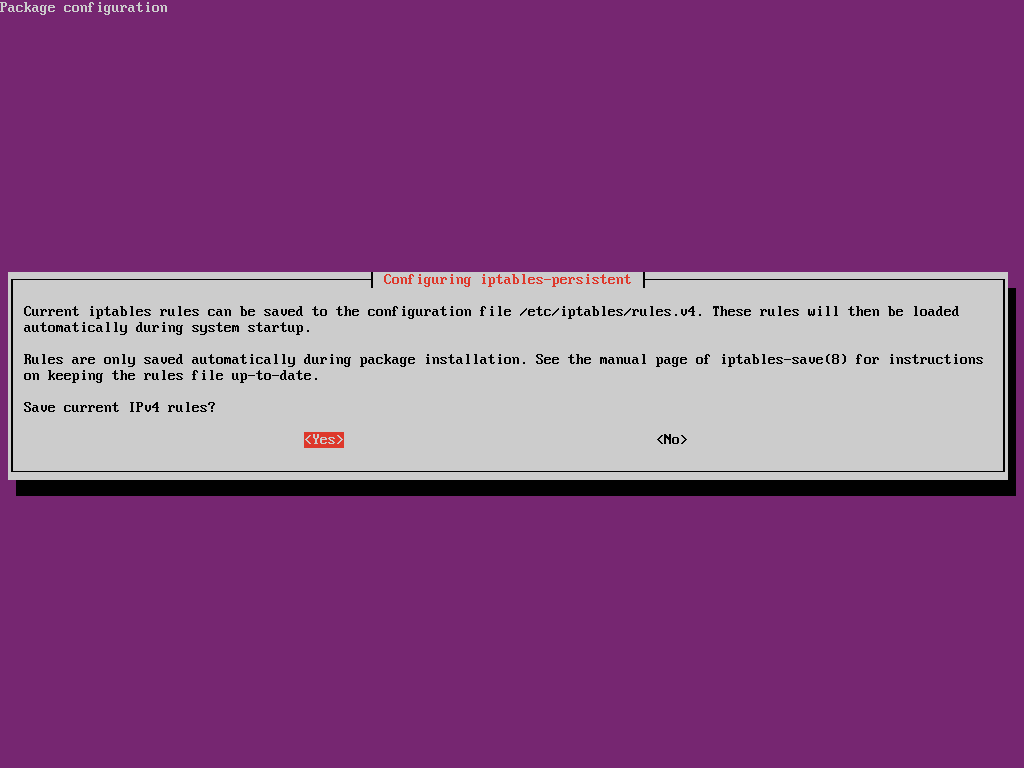 Package configuration
Configuring iptables-persistent
Current iptables rules can be saved to the configuration file /etc/iptables/rules.v4. These rules will then be loaded
automatically during system startup.
Rules are only saved automatically during package installation. See the manual page of iptables-save(8) for instructions
on keeping the rules file up-to-date.
Save current IPv4 rules?
<Yes> <No>